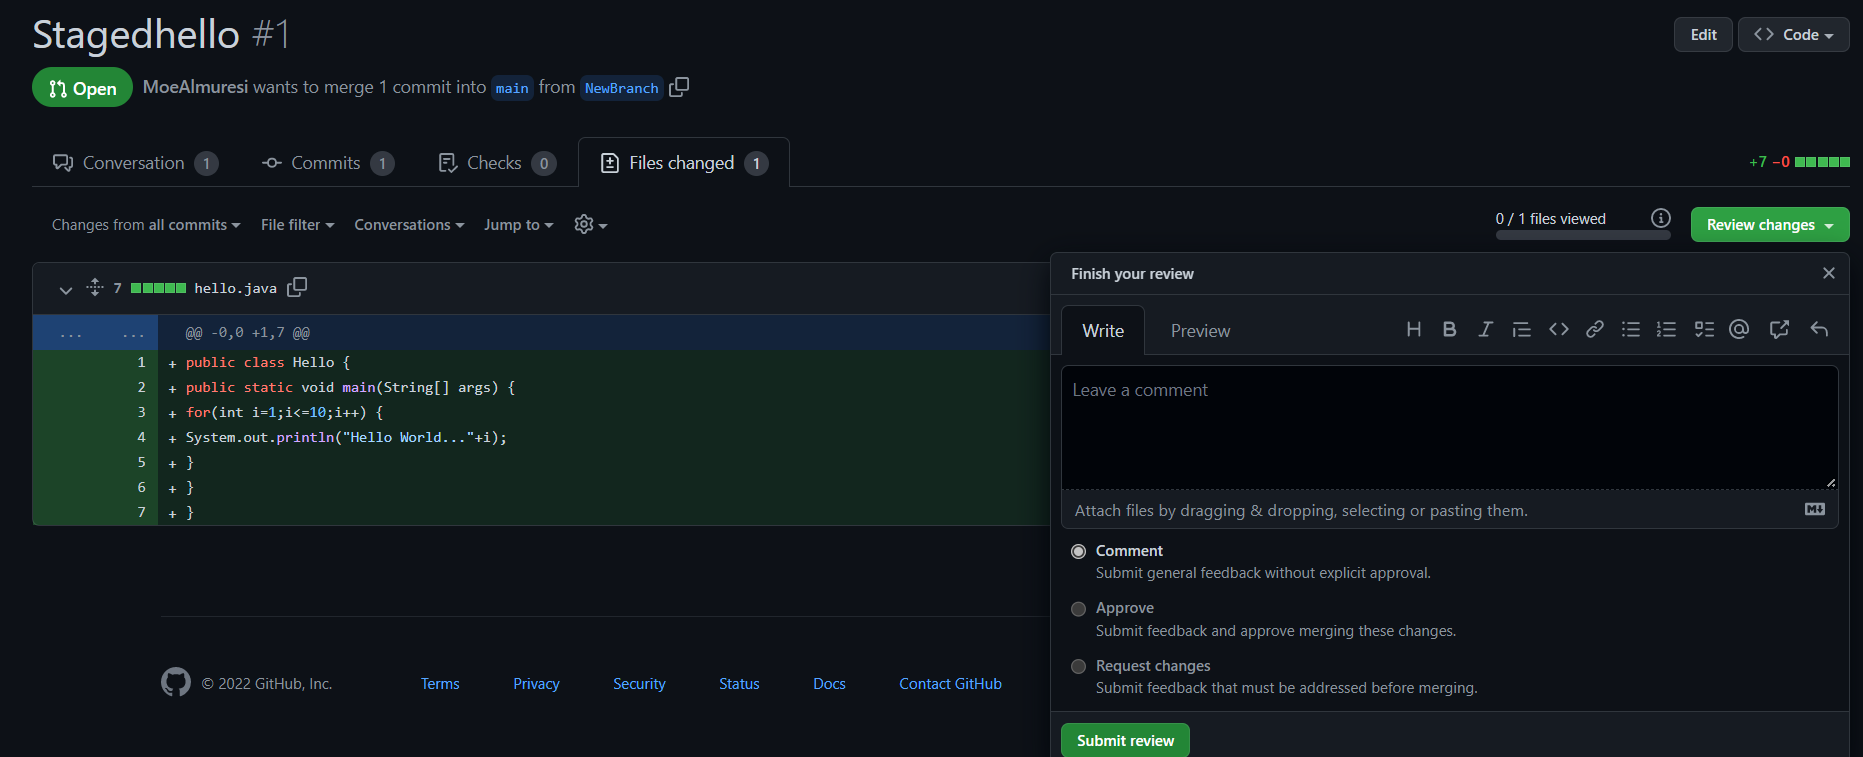 Stagedhello #1
Edit
Code
Open
MoeAlmuresi wants to merge 1 commit into main from NewBranch
Conversation 1
Commits 1
Checks 0
Files changed 1
+7 −0
Changes from all commits
File filter
Conversations
Jump to
0 / 1 files viewed
Review changes
7 hello.java
... ... @@ -0,0 +1,7 @@
1 + public class Hello {
2 + public static void main(String[] args) {
3 + for(int i=1;i<=10;i++) {
4 + System.out.println("Hello World..."+i);
5 + }
6 + }
7 + }
Finish your review
Write
Preview
Leave a comment
Attach files by dragging & dropping, selecting or pasting them.
Comment
Submit general feedback without explicit approval.
Approve
Submit feedback and approve merging these changes.
Request changes
Submit feedback that must be addressed before merging.
Submit review
© 2022 GitHub, Inc.
Terms
Privacy
Security
Status
Docs
Contact GitHub